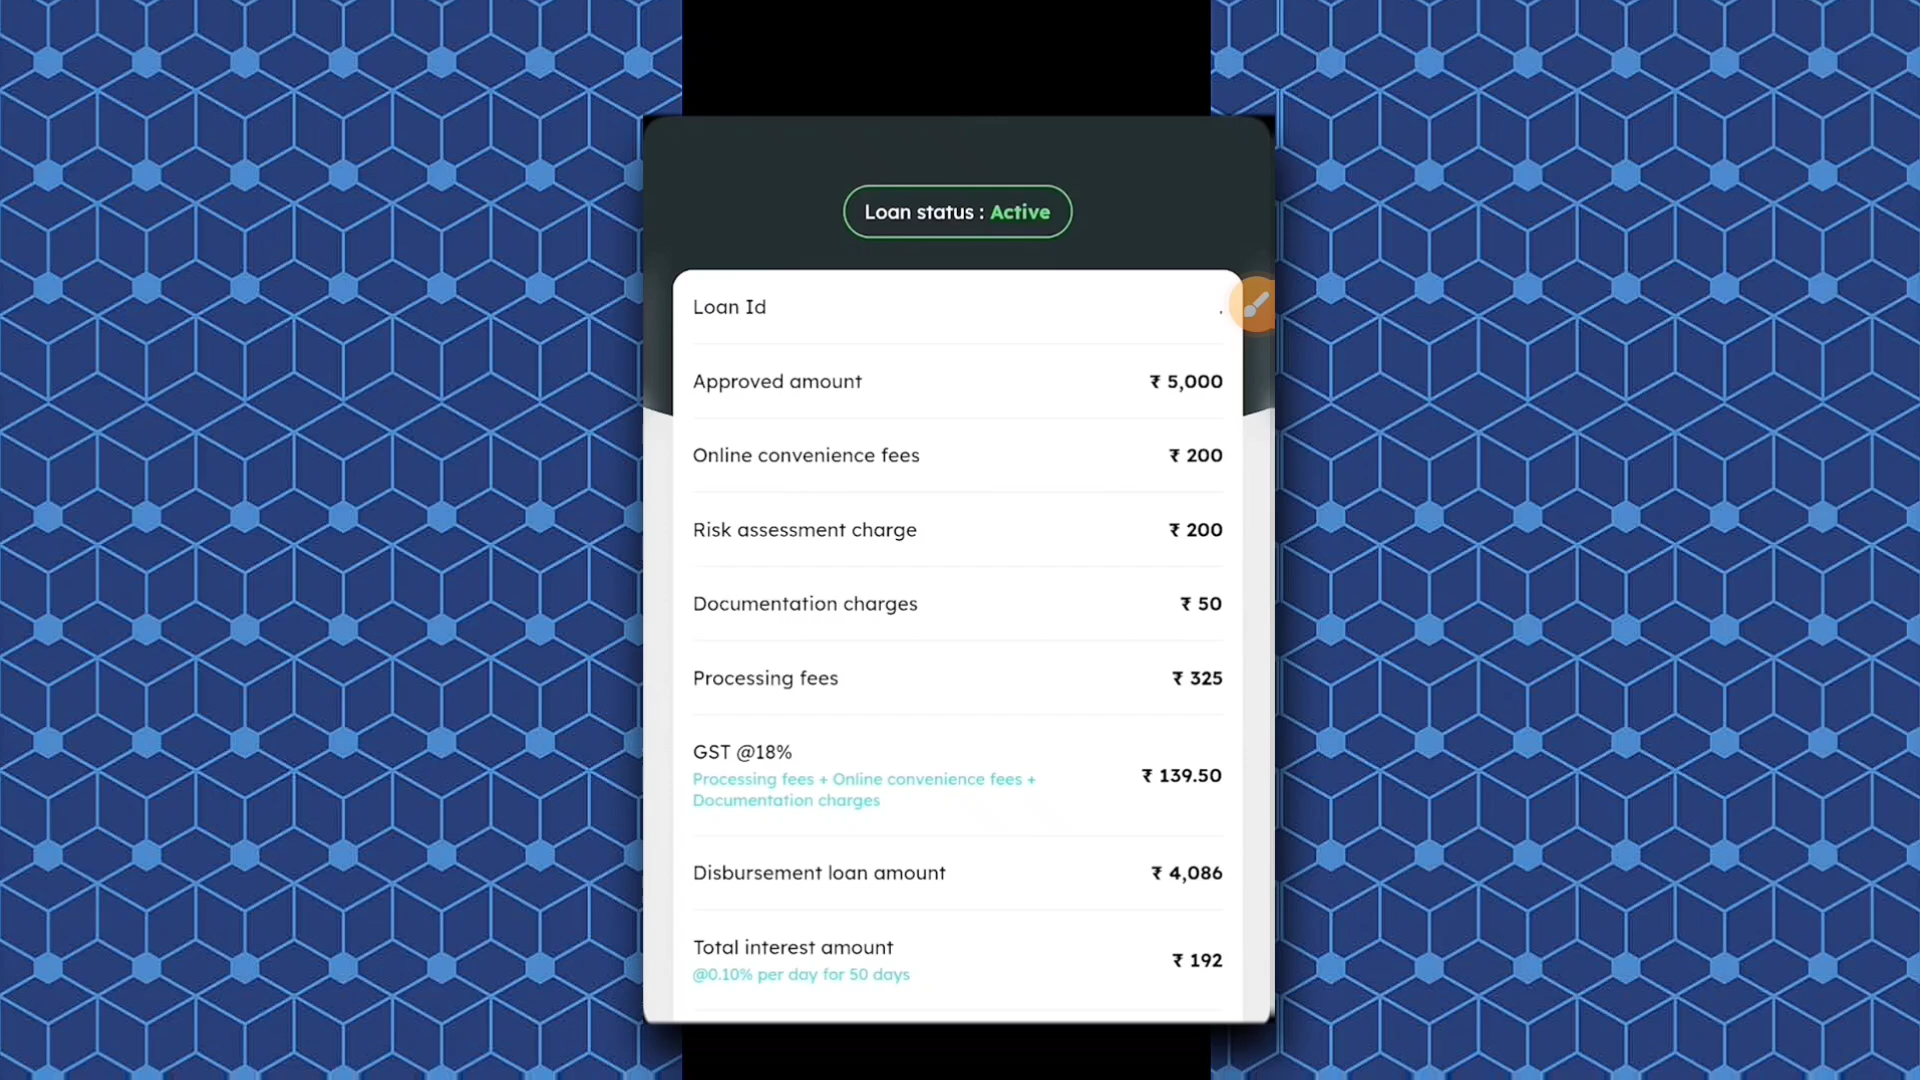 Loan status : Active
Loan Id
Approved amount ₹ 5,000
Online convenience fees ₹ 200
Risk assessment charge ₹ 200
Documentation charges ₹ 50
Processing fees ₹ 325
GST @18%
Processing fees + Online convenience fees +
Documentation charges
₹ 139.50
Disbursement loan amount ₹ 4,086
Total interest amount
@0.10% per day for 50 days
₹ 192